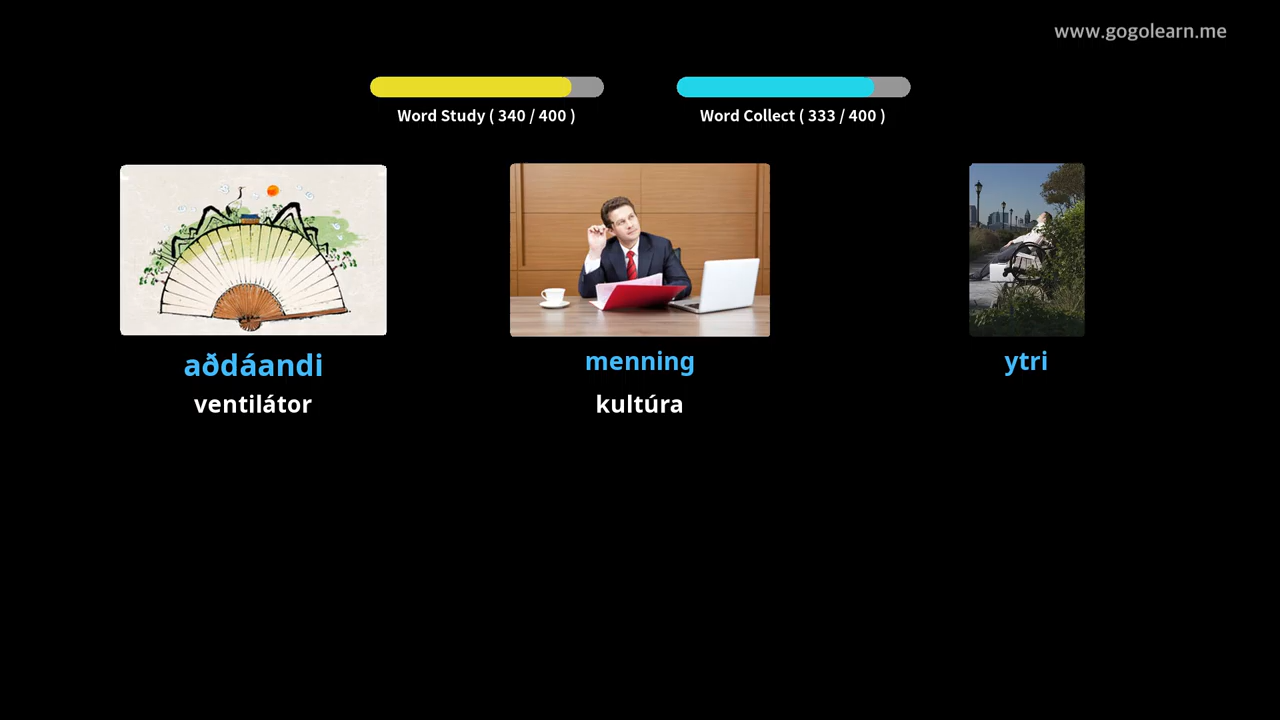 www.gogolearn.me
Word Study ( 340 / 400 )
Word Collect ( 333 / 400 )
aðdáandi
menning
ytri
ventilátor
kultúra